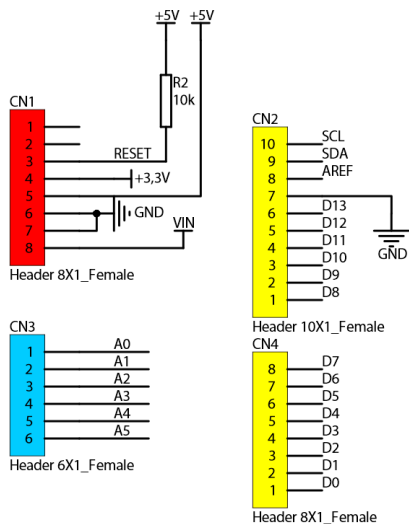 +5V +5V
R2
10k
CN1
1
2
3 RESET
4 +3,3V
5
6 GND
7 VIN
8
Header 8X1_Female
CN2
10 SCL
9 SDA
8 AREF
7
6 D13
5 D12
4 D11
3 D10
2 D9
1 D8
GND
Header 10X1_Female
CN3
1 A0
2 A1
3 A2
4 A3
5 A4
6 A5
Header 6X1_Female
CN4
8 D7
7 D6
6 D5
5 D4
4 D3
3 D2
2 D1
1 D0
Header 8X1_Female